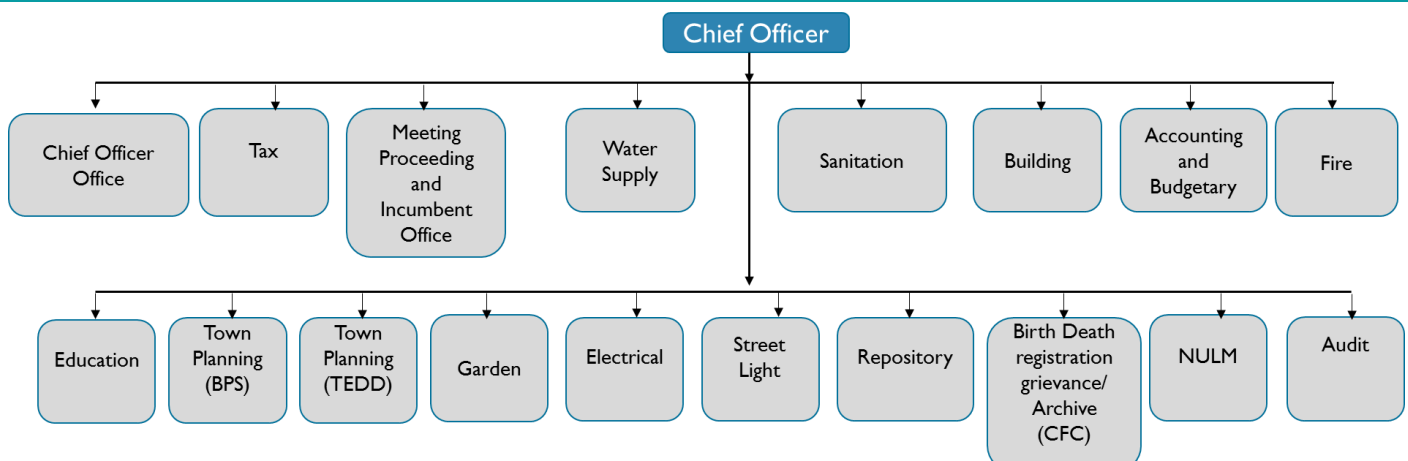 Chief Officer
Chief Officer
Office
Tax
Meeting
Proceeding
and
Incumbent
Office
Water
Supply
Sanitation
Building
Accounting
and
Budgetary
Fire
Education
Town
Planning
(BPS)
Town
Planning
(TEDD)
Garden
Electrical
Street
Light
Repository
Birth Death
registration
grievance/
Archive
(CFC)
NULM
Audit